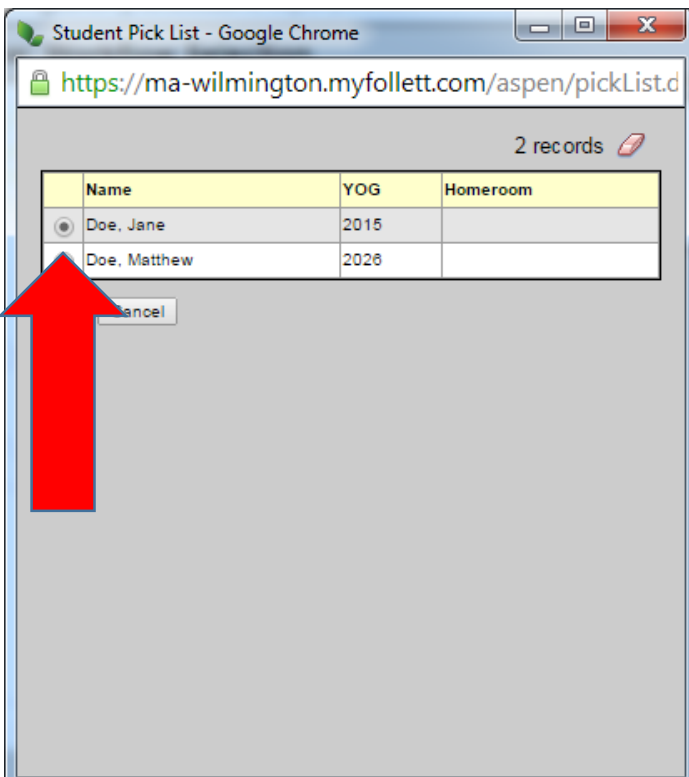 Student Pick List - Google Chrome
https://ma-wilmington.myfollett.com/aspen/pickList.d
2 records
Name YOG Homeroom
Doe, Jane 2015
Doe, Matthew 2026
Cancel